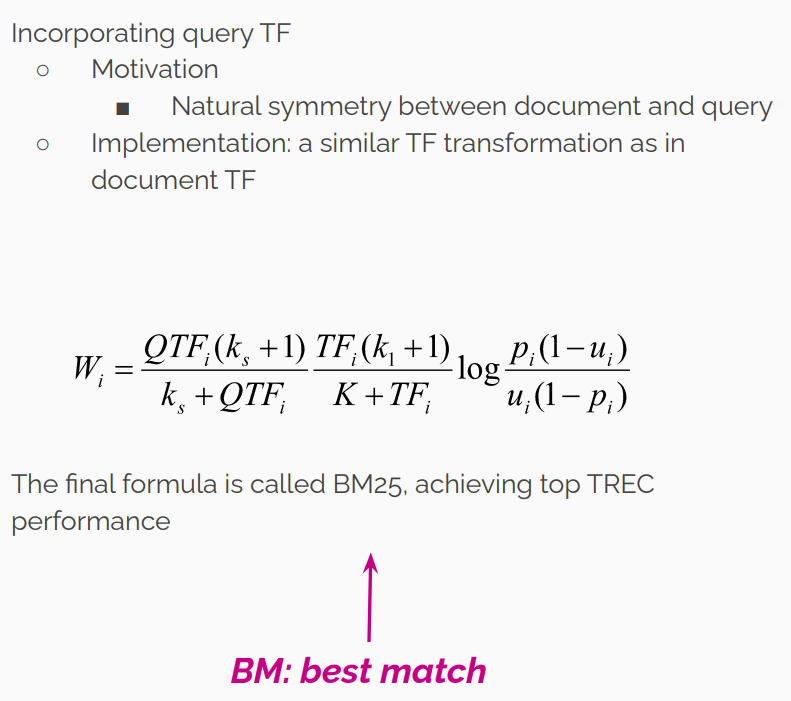 Incorporating query TF
○ Motivation
■ Natural symmetry between document and query
○ Implementation: a similar TF transformation as in
document TF
W_i = \frac{QTF_i(k_s + 1)}{k_s + QTF_i} \frac{TF_i(k_1 + 1)}{K + TF_i} \log \frac{p_i(1 - u_i)}{u_i(1 - p_i)}
The final formula is called BM25, achieving top TREC
performance
BM: best match